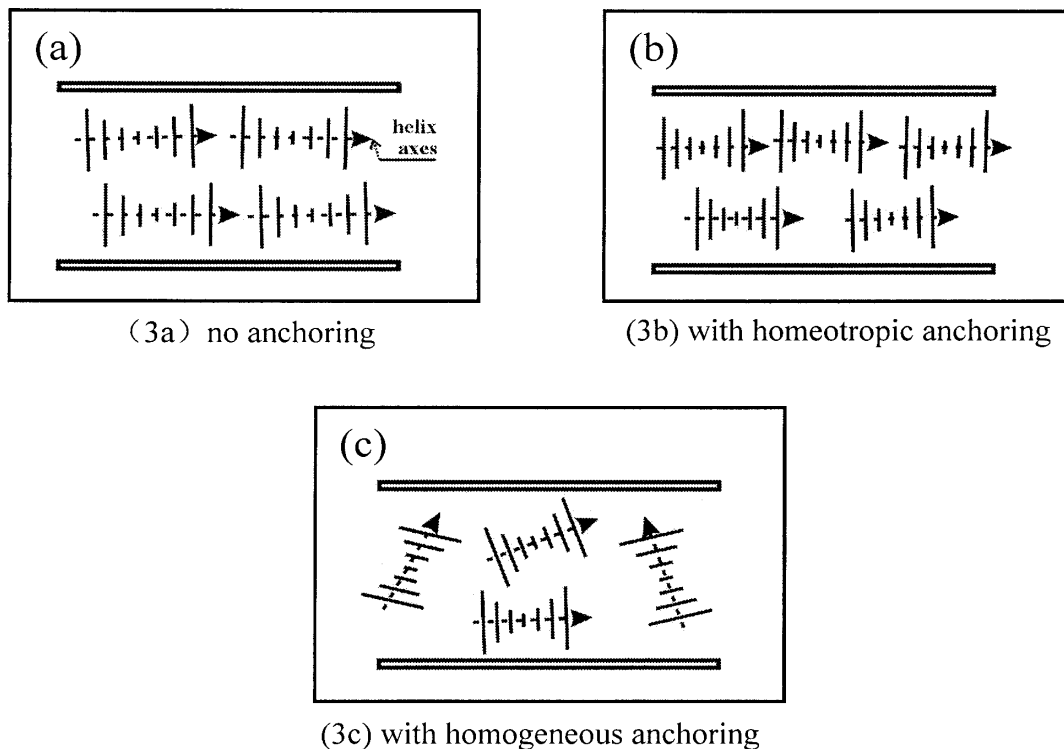 (a)
helix
axes
(b)
（3a）no anchoring
(3b) with homeotropic anchoring
(c)
(3c) with homogeneous anchoring